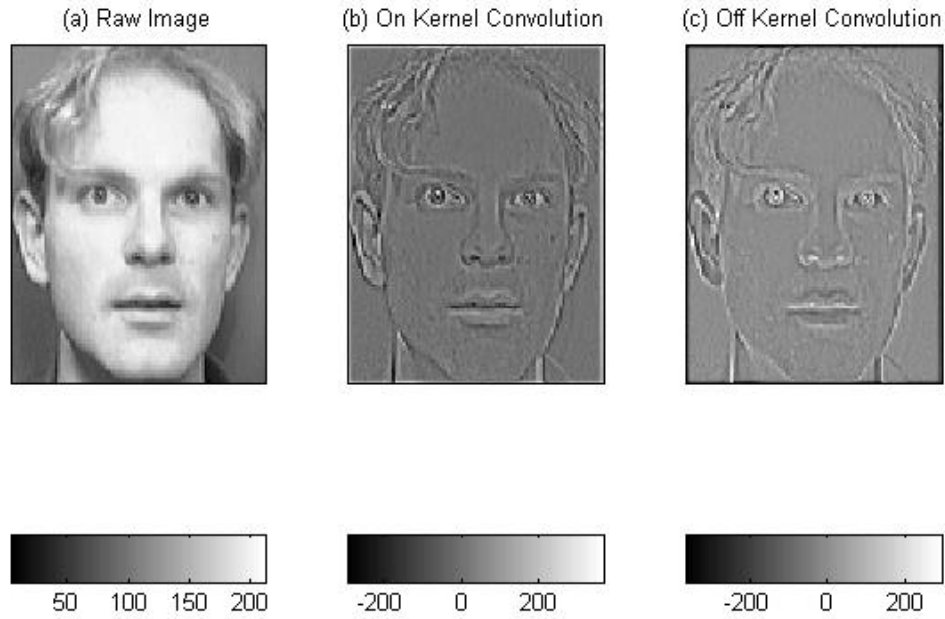 (a) Raw Image
(b) On Kernel Convolution
(c) Off Kernel Convolution
50 100 150 200
-200 0 200
-200 0 200